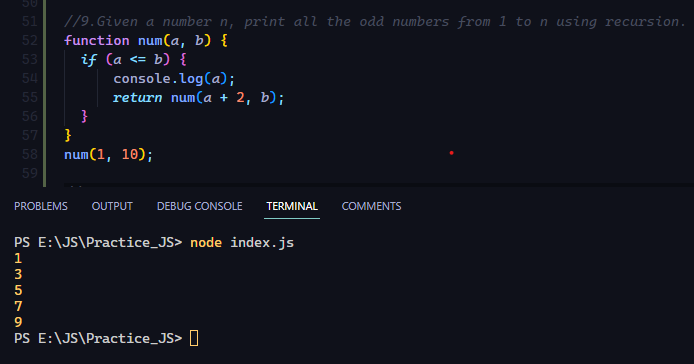 50
51 //9.Given a number n, print all the odd numbers from 1 to n using recursion.
52 function num(a, b) {
53 if (a <= b) {
54 console.log(a);
55 return num(a + 2, b);
56 }
57 }
58 num(1, 10);
59
PROBLEMS OUTPUT DEBUG CONSOLE TERMINAL COMMENTS
PS E:\JS\Practice_JS> node index.js
1
3
5
7
9
PS E:\JS\Practice_JS>